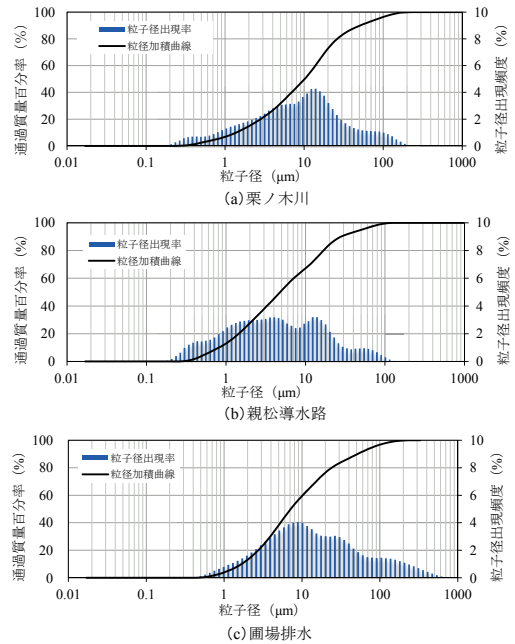 粒子径出現率
粒径加積曲線
通過質量百分率 (%)
100
80
60
40
20
0
10
8
6
4
2
0
粒子径出現頻度 (%)
0.01 0.1 1 10 100 1000
粒子径 (μm)
(a)栗ノ木川
粒子径出現率
粒径加積曲線
通過質量百分率 (%)
100
80
60
40
20
0
10
8
6
4
2
0
粒子径出現頻度 (%)
0.01 0.1 1 10 100 1000
粒子径 (μm)
(b)親松導水路
粒子径出現率
粒径加積曲線
通過質量百分率 (%)
100
80
60
40
20
0
10
8
6
4
2
0
粒子径出現頻度 (%)
0.01 0.1 1 10 100 1000
粒子径 (μm)
(c)圃場排水